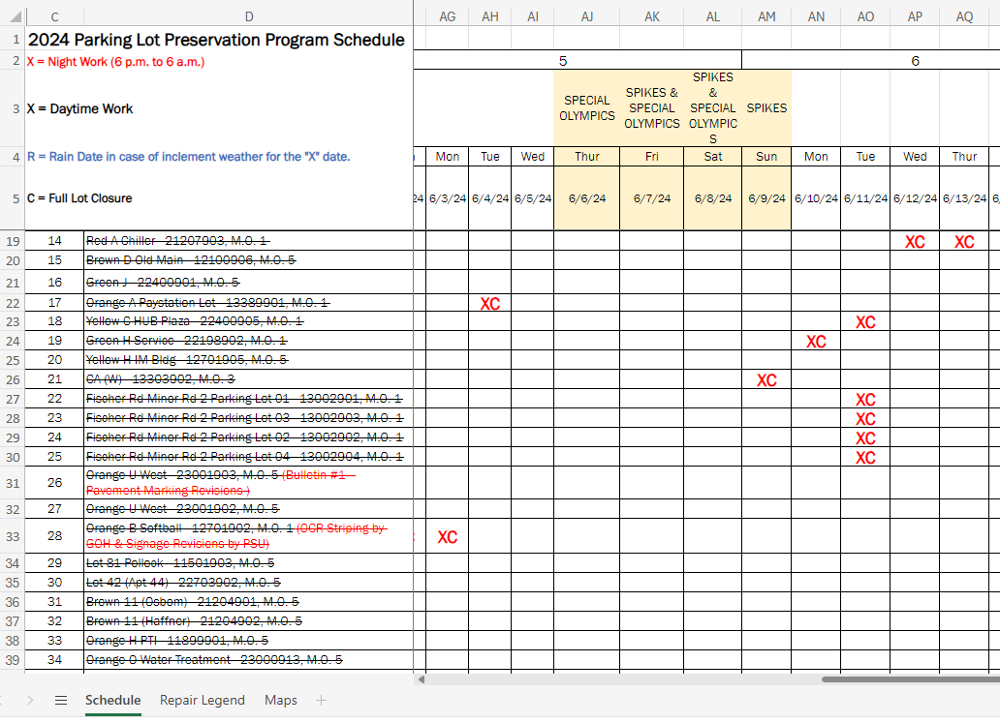 C D AG AH AI AJ AK AL AM AN AO AP AQ
1 2024 Parking Lot Preservation Program Schedule
2 X = Night Work (6 p.m. to 6 a.m.) 5 6
3 X = Daytime Work SPECIAL OLYMPICS SPIKES & SPECIAL OLYMPICS SPIKES & SPECIAL OLYMPICS SPIKES
4 R = Rain Date in case of inclement weather for the "X" date. Mon Tue Wed Thur Fri Sat Sun Mon Tue Wed Thur
5 C = Full Lot Closure 24 6/3/24 6/4/24 6/5/24 6/6/24 6/7/24 6/8/24 6/9/24 6/10/24 6/11/24 6/12/24 6/13/24 6
19 14 Red A Chiller - 21207903, M.O. 1 XC XC
20 15 Brown D Old Main - 12100906, M.O. 5
21 16 Green J - 22400901, M.O. 5
22 17 Orange A Paystation Lot - 13389901, M.O. 1 XC
23 18 Yellow C HUB Plaza - 22400905, M.O. 1 XC
24 19 Green H Service - 22198902, M.O. 1 XC
25 20 Yellow H IM Bldg - 12701905, M.O. 5
26 21 CA (W) - 13303902, M.O. 3 XC
27 22 Fischer Rd Minor Rd 2 Parking Lot 01 - 13002901, M.O. 1 XC
28 23 Fischer Rd Minor Rd 2 Parking Lot 03 - 13002903, M.O. 1 XC
29 24 Fischer Rd Minor Rd 2 Parking Lot 02 - 13002902, M.O. 1 XC
30 25 Fischer Rd Minor Rd 2 Parking Lot 04 - 13002904, M.O. 1 XC
31 26 Orange U West - 23001903, M.O. 5 (Bulletin #1 -
Pavement Marking Revisions )
32 27 Orange U West - 23001902, M.O. 5
33 28 Orange B Softball - 12701902, M.O. 1 (OCR Striping by XC
GOH & Signage Revisions by PSU)
34 29 Lot 81 Pollock - 11501903, M.O. 5
35 30 Lot 42 (Apt 44) - 22703902, M.O. 5
36 31 Brown 11 (Osborn) - 21204901, M.O. 5
37 32 Brown 11 (Haffner) - 21204902, M.O. 5
38 33 Orange H PTI - 11899901, M.O. 5
39 34 Orange O Water Treatment - 23000913, M.O. 5
Schedule Repair Legend Maps